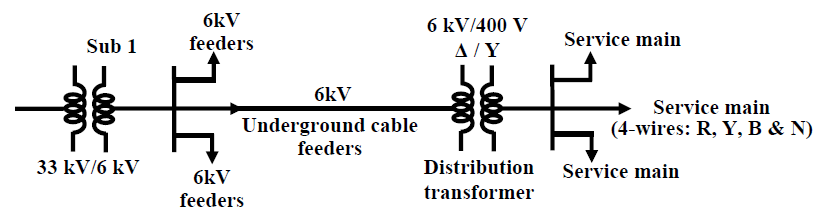 Sub 1
33 kV/6 kV
6kV
feeders
6kV
feeders
6kV
Underground cable
feeders
6 kV/400 V
Δ / Y
Distribution
transformer
Service main
Service main
(4-wires: R, Y, B & N)
Service main